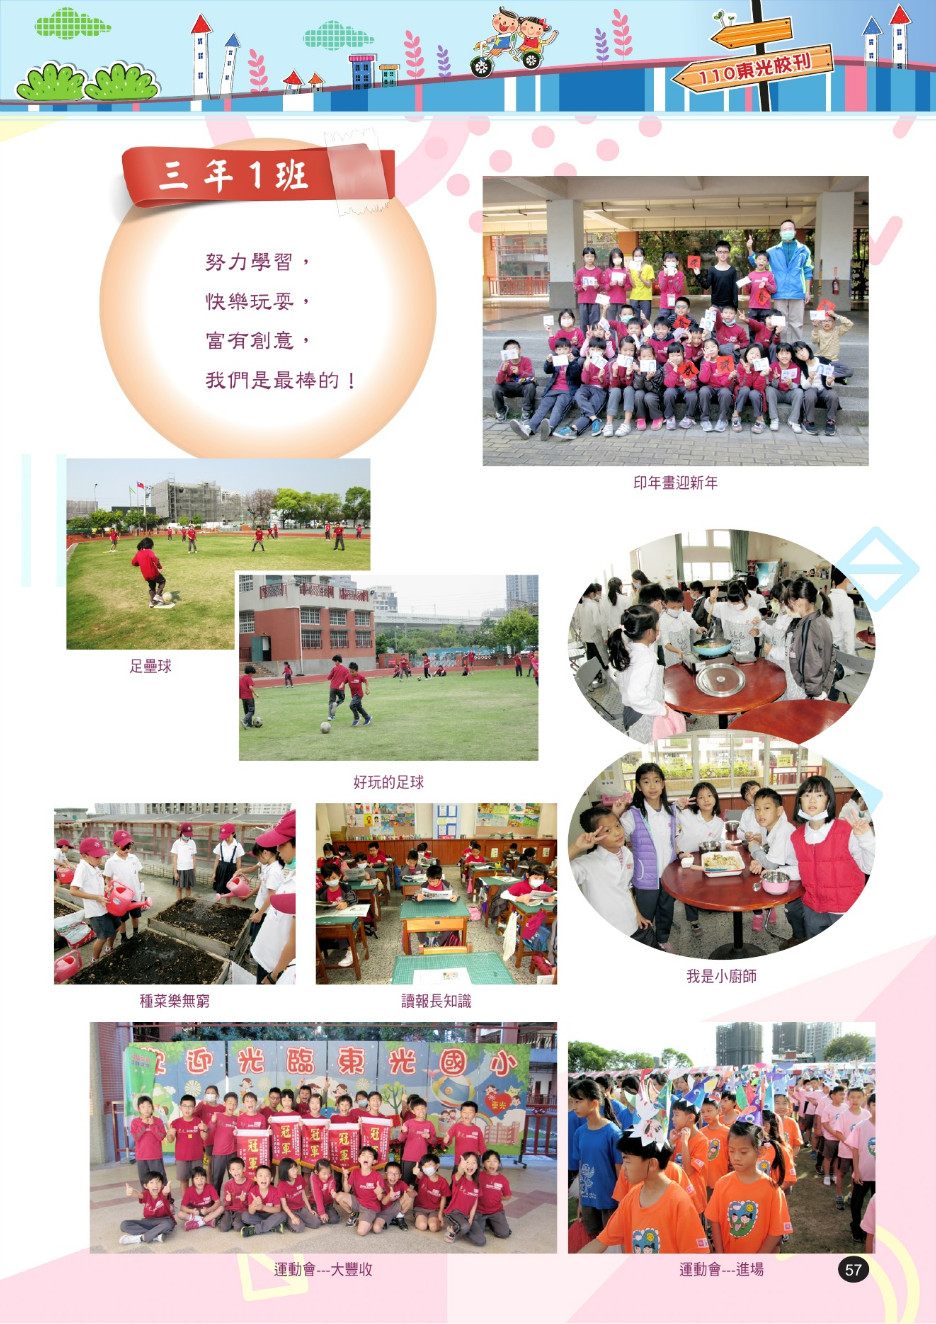 110東光校刊
三年1班
努力學習，
快樂玩耍，
富有創意，
我們是最棒的！
印年畫迎新年
足壘球
好玩的足球
我是小廚師
種菜樂無窮
讀報長知識
歡迎光臨東光國小
冠軍
冠軍
冠軍
冠軍
運動會---大豐收
運動會---進場
57